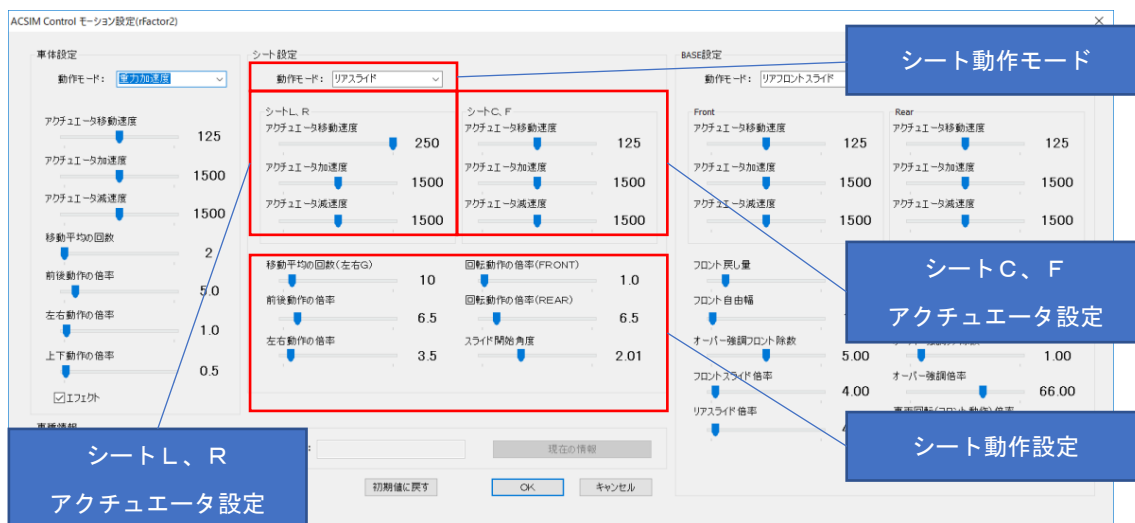 ACSIM Control モーション設定(rFactor2)
車体設定
動作モード: 重力加速度
アクチュエータ移動速度
125
アクチュエータ加速度
1500
アクチュエータ減速度
1500
移動平均の回数
2
前後動作の倍率
5.0
左右動作の倍率
1.0
上下動作の倍率
0.5
エフェクト
シート設定
動作モード: リアスライド
シートL、R
アクチュエータ移動速度
250
アクチュエータ加速度
1500
アクチュエータ減速度
1500
シートC、F
アクチュエータ移動速度
125
アクチュエータ加速度
1500
アクチュエータ減速度
1500
移動平均の回数(左右G)
10
前後動作の倍率
6.5
左右動作の倍率
3.5
回転動作の倍率(FRONT)
1.0
回転動作の倍率(REAR)
6.5
スライド開始角度
2.01
BASE設定
動作モード: リアフロントスライド
Front
アクチュエータ移動速度
125
アクチュエータ加速度
1500
アクチュエータ減速度
1500
Rear
アクチュエータ移動速度
125
アクチュエータ加速度
1500
アクチュエータ減速度
1500
フロント戻し量
フロント自由幅
オーバー強調フロント除数
5.00
フロントスライド倍率
4.00
リアスライド倍率
1.00
オーバー強調倍率
66.00
車種情報
現在の情報
初期値に戻す
OK
キャンセル
シート動作モード
シートC、F
アクチュエータ設定
シート動作設定
シートL、R
アクチュエータ設定